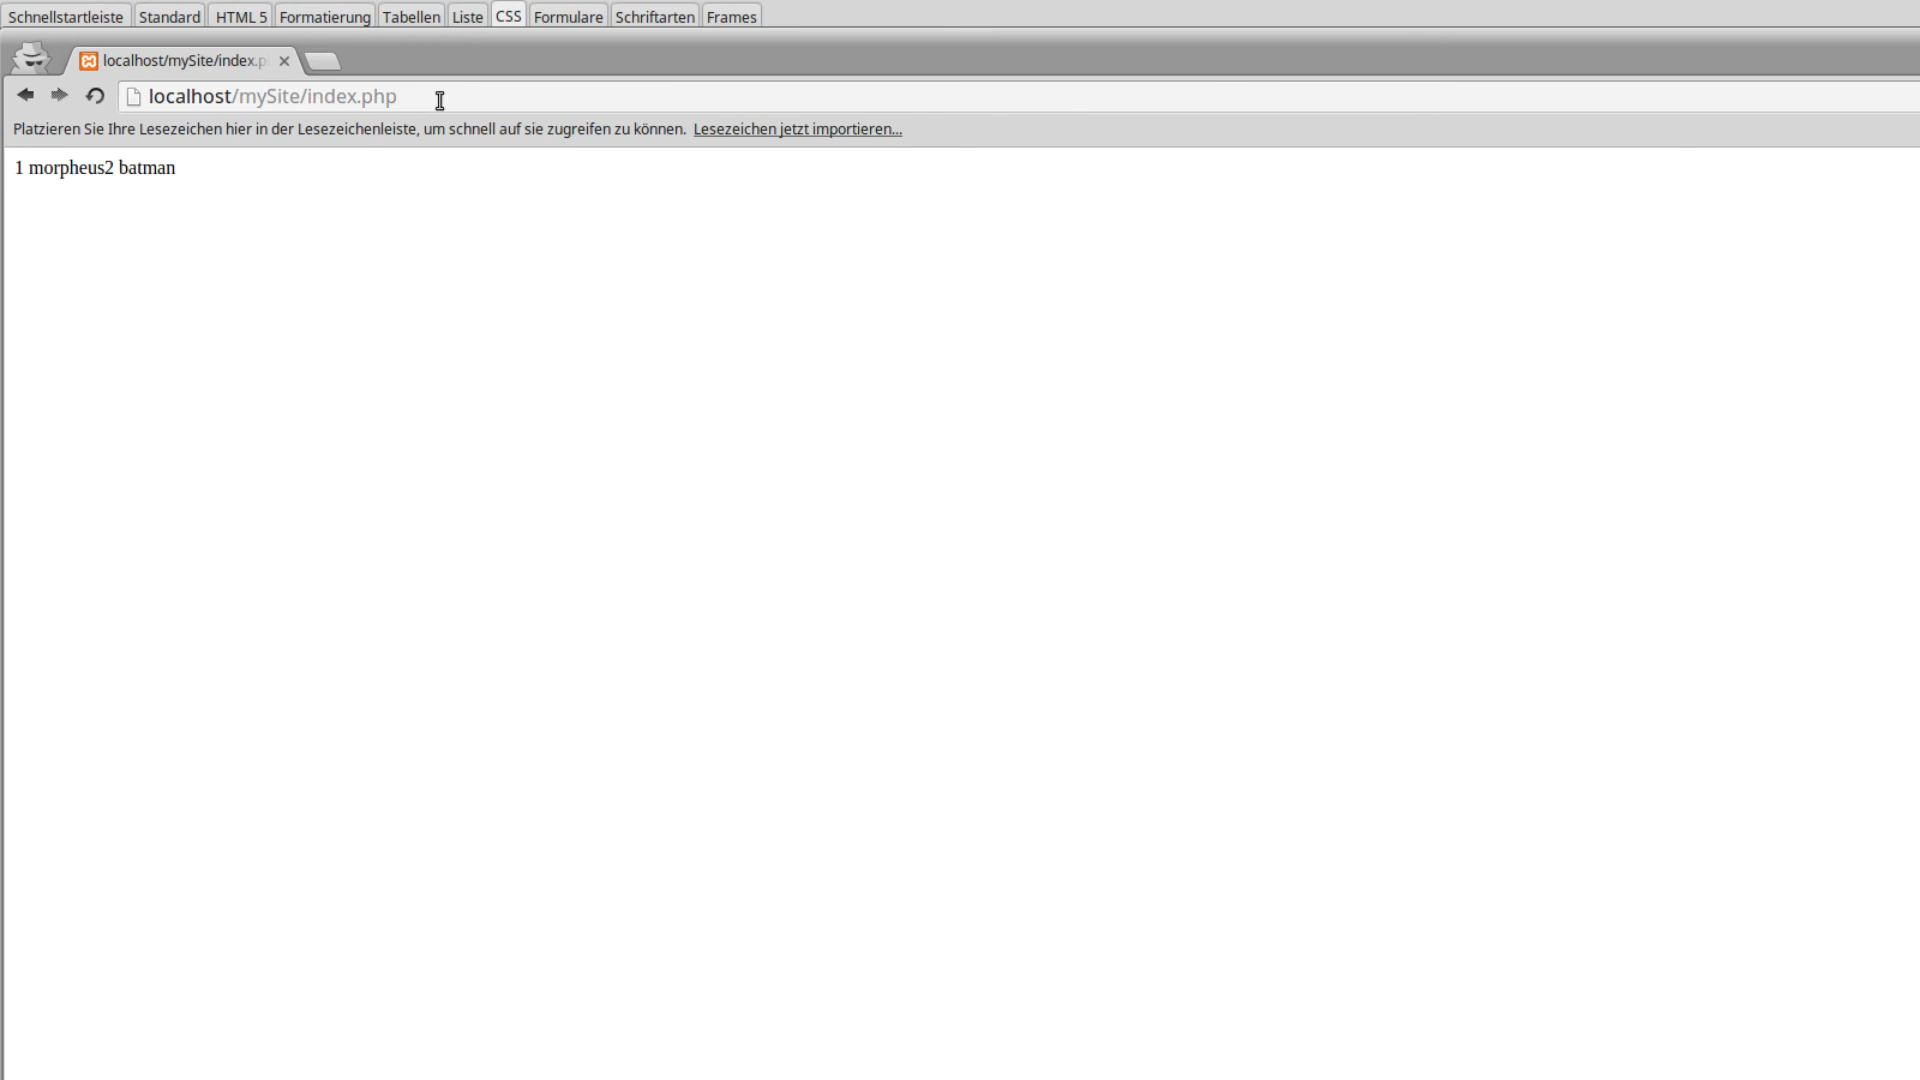 Schnellstartleiste Standard HTML 5 Formatierung Tabellen Liste CSS Formulare Schriftarten Frames
localhost/mySite/index.p
localhost/mySite/index.php
Platzieren Sie Ihre Lesezeichen hier in der Lesezeichenleiste, um schnell auf sie zugreifen zu können. Lesezeichen jetzt importieren...
1 morpheus2 batman